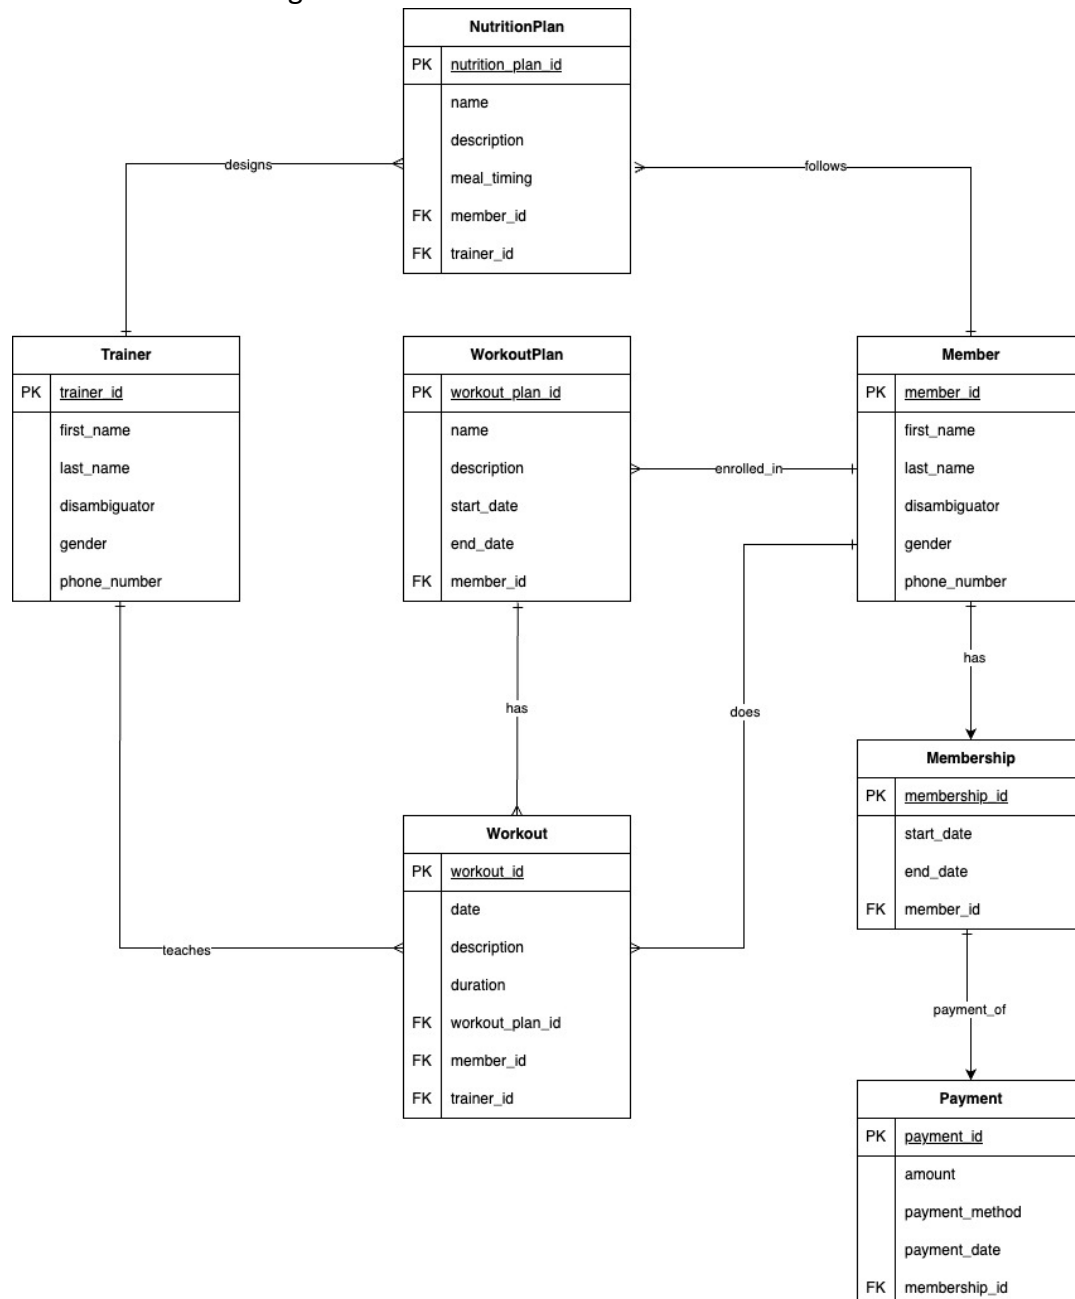 NutritionPlan
PK nutrition_plan_id
name
description
meal_timing
FK member_id
FK trainer_id
designs
follows
Trainer
PK trainer_id
first_name
last_name
disambiguator
gender
phone_number
WorkoutPlan
PK workout_plan_id
name
description
start_date
end_date
FK member_id
Member
PK member_id
first_name
last_name
disambiguator
gender
phone_number
enrolled_in
has
does
has
teaches
Workout
PK workout_id
date
description
duration
FK workout_plan_id
FK member_id
FK trainer_id
Membership
PK membership_id
start_date
end_date
FK member_id
payment_of
Payment
PK payment_id
amount
payment_method
payment_date
FK membership_id